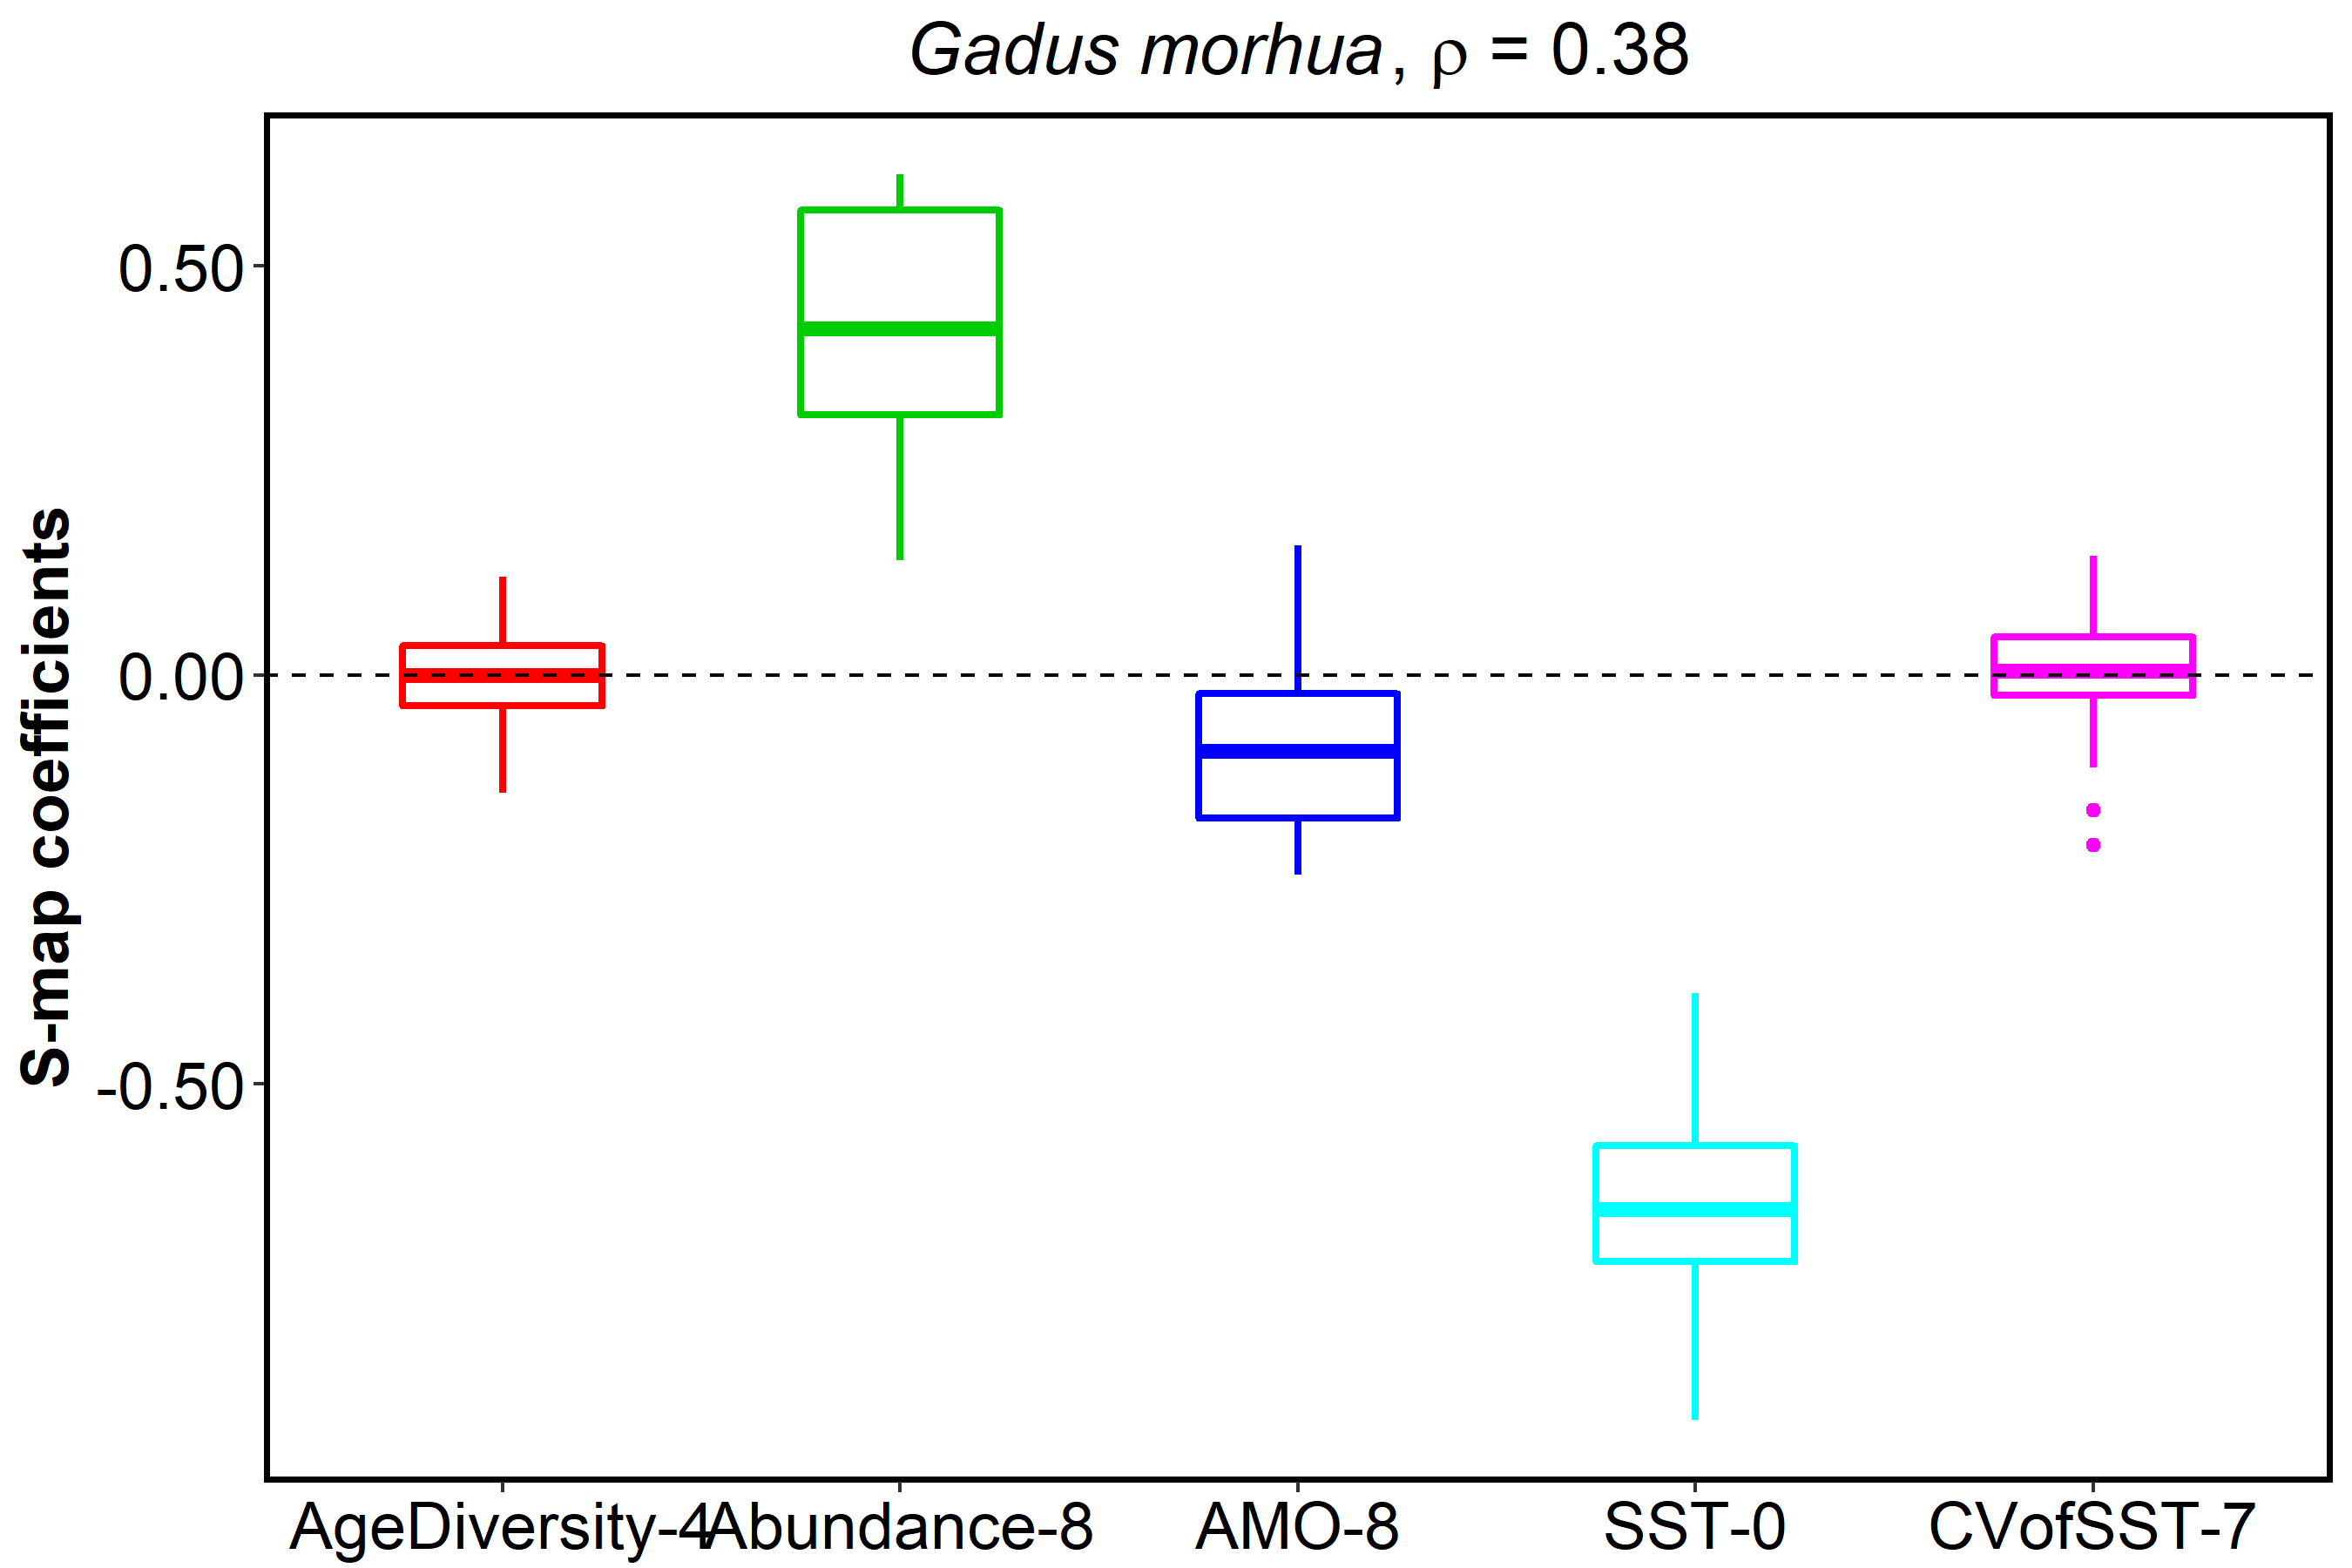 Gadus morhua, ρ = 0.38
S-map coefficients
0.50
0.00
-0.50
AgeDiversity-4 Abundance-8 AMO-8 SST-0 CVofSST-7